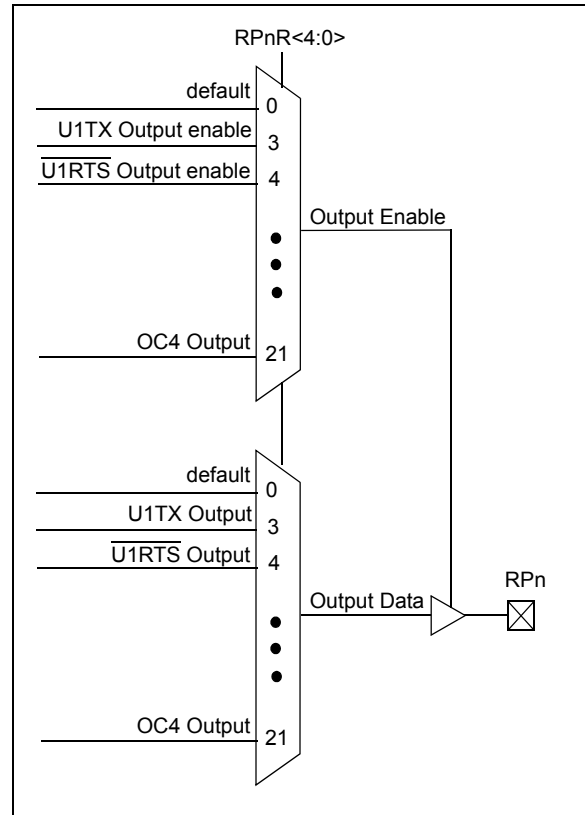 RPnR<4:0>
default
0
U1TX Output enable
3
U1RTS Output enable
4
Output Enable
OC4 Output
21
default
0
U1TX Output
3
U1RTS Output
4
RPn
Output Data
OC4 Output
21